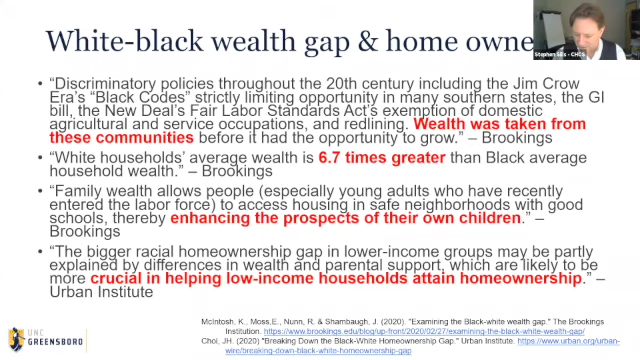 White-black wealth gap & home owne
Stephen Sills - CHCS
• “Discriminatory policies throughout the 20th century including the Jim Crow
Era’s “Black Codes” strictly limiting opportunity in many southern states, the GI
bill, the New Deal’s Fair Labor Standards Act’s exemption of domestic
agricultural and service occupations, and redlining. Wealth was taken from
these communities before it had the opportunity to grow.” – Brookings
• “White households’ average wealth is 6.7 times greater than Black average
household wealth.” – Brookings
• “Family wealth allows people (especially young adults who have recently
entered the labor force) to access housing in safe neighborhoods with good
schools, thereby enhancing the prospects of their own children.” –
Brookings
• “The bigger racial homeownership gap in lower-income groups may be partly
explained by differences in wealth and parental support, which are likely to be
more crucial in helping low-income households attain homeownership.” –
Urban Institute
McIntosh, K., Moss,E., Nunn, R. & Shambaugh, J. (2020). "Examining the Black-white wealth gap. The Brookings
Institution. https://www.brookings.edu/blog/up-front/2020/02/27/examining-the-black-white-wealth-gap/
Choi, JH. (2020) "Breaking Down the Black-White Homeownership Gap." Urban Institute. https://www.urban.org/urban-
wire/breaking-down-black-white-homeownership-gap
UNC
GREENSBORO